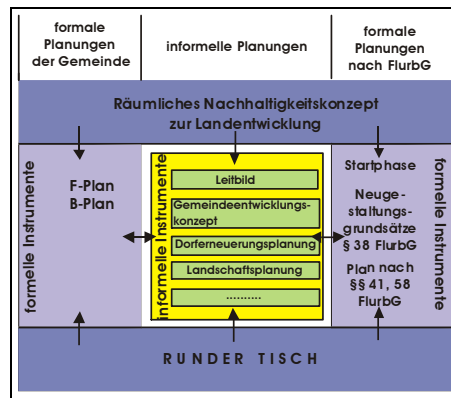 formale
Planungen
der Gemeinde
informelle Planungen
formale
Planungen
nach FlurbG
Räumliches Nachhaltigkeitskonzept
zur Landentwicklung
formelle Instrumente
F-Plan
B-Plan
informelle Instrumente
Leitbild
Gemeindeentwicklungs-
konzept
Dorferneuerungsplanung
Landschaftsplanung
..........
Startphase
Neuge-
staltungs-
grundsätze
§ 38 FlurbG
Plan nach
§§ 41, 58
FlurbG
formelle Instrumente
RUNDER TISCH